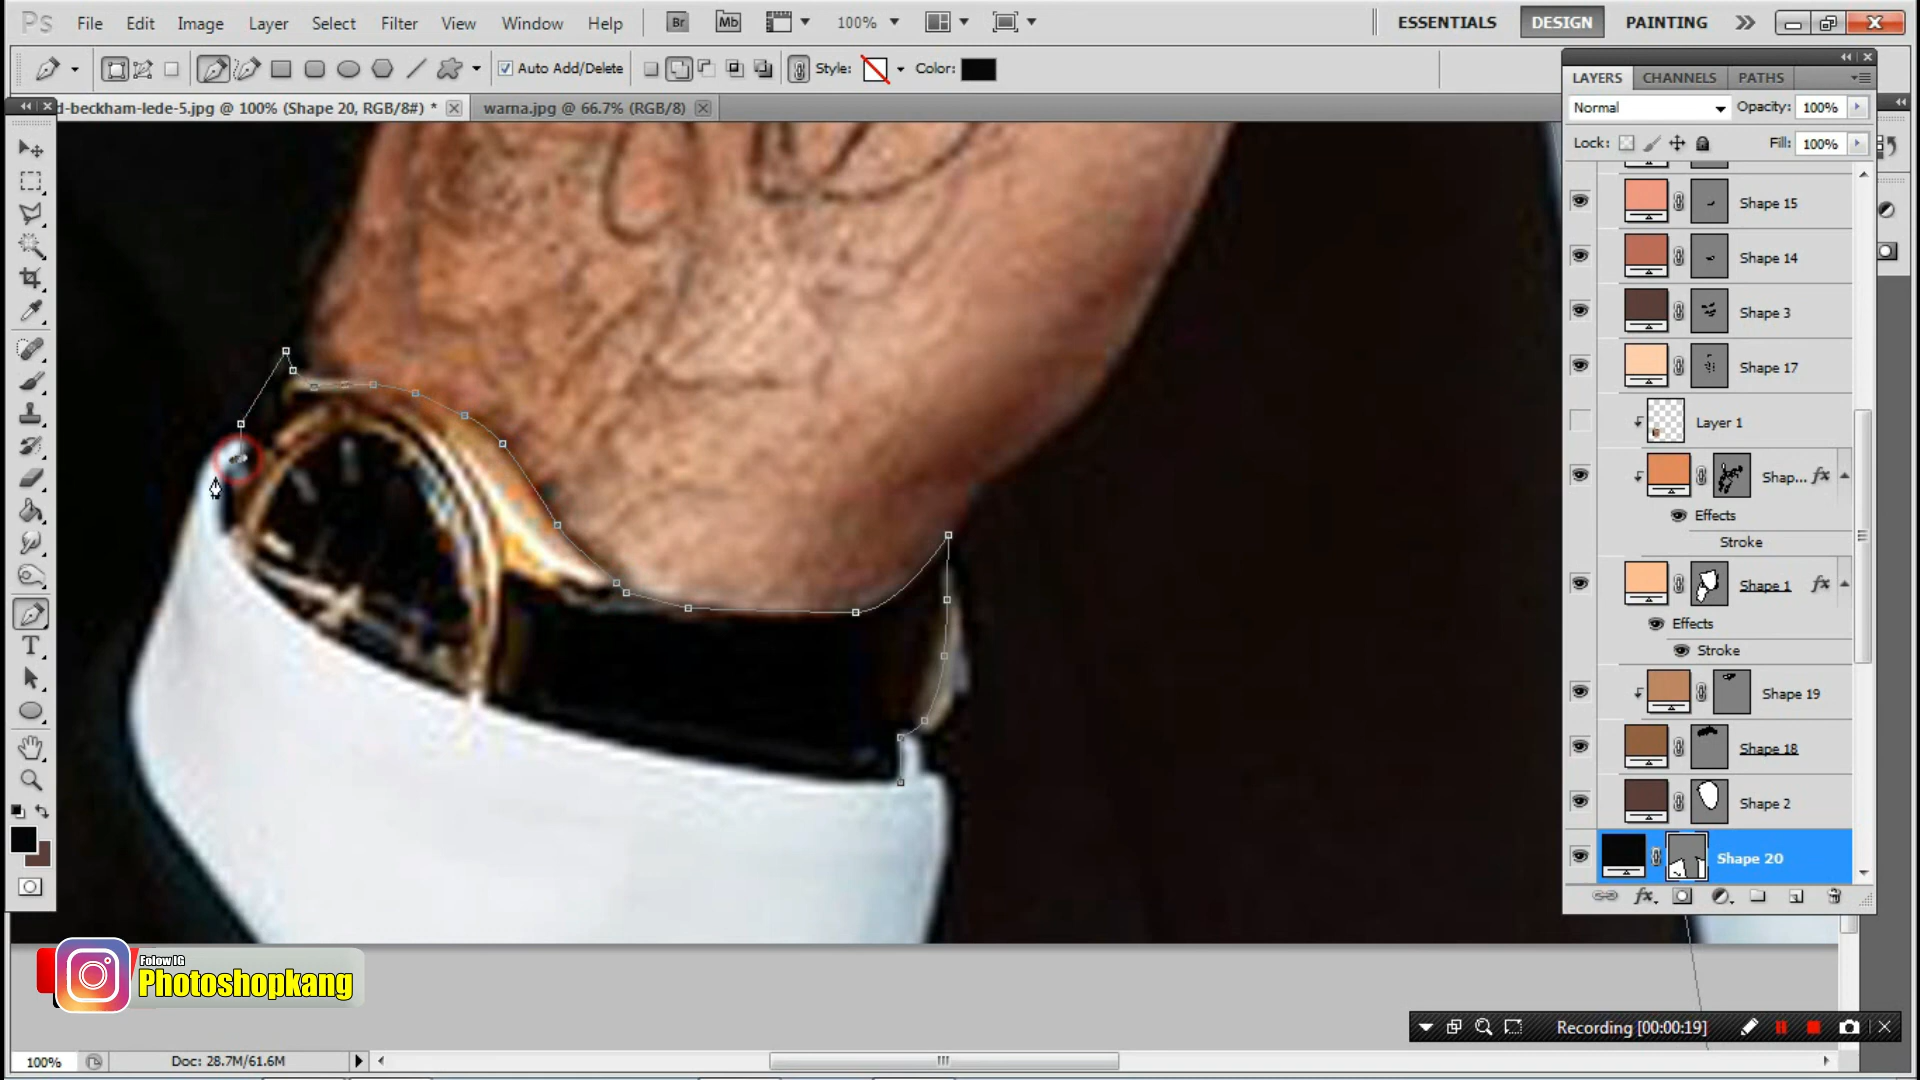 Ps File Edit Image Layer Select Filter View Window Help Br Mb 100% ESSENTIALS DESIGN PAINTING
Auto Add/Delete Style: Color:
d-beckham-lede-5.jpg @ 100% (Shape 20, RGB/8#) * warna.jpg @ 66.7% (RGB/8)
LAYERS CHANNELS PATHS
Normal Opacity: 100%
Lock: Fill: 100%
Shape 15
Shape 14
Shape 3
Shape 17
Layer 1
Shap... fx
Effects
Stroke
Shape 1 fx
Effects
Stroke
Shape 19
Shape 18
Shape 2
Shape 20
fx
T
Folow IG
Photoshopkang
Recording [00:00:19]
100% Doc: 28.7M/61.6M